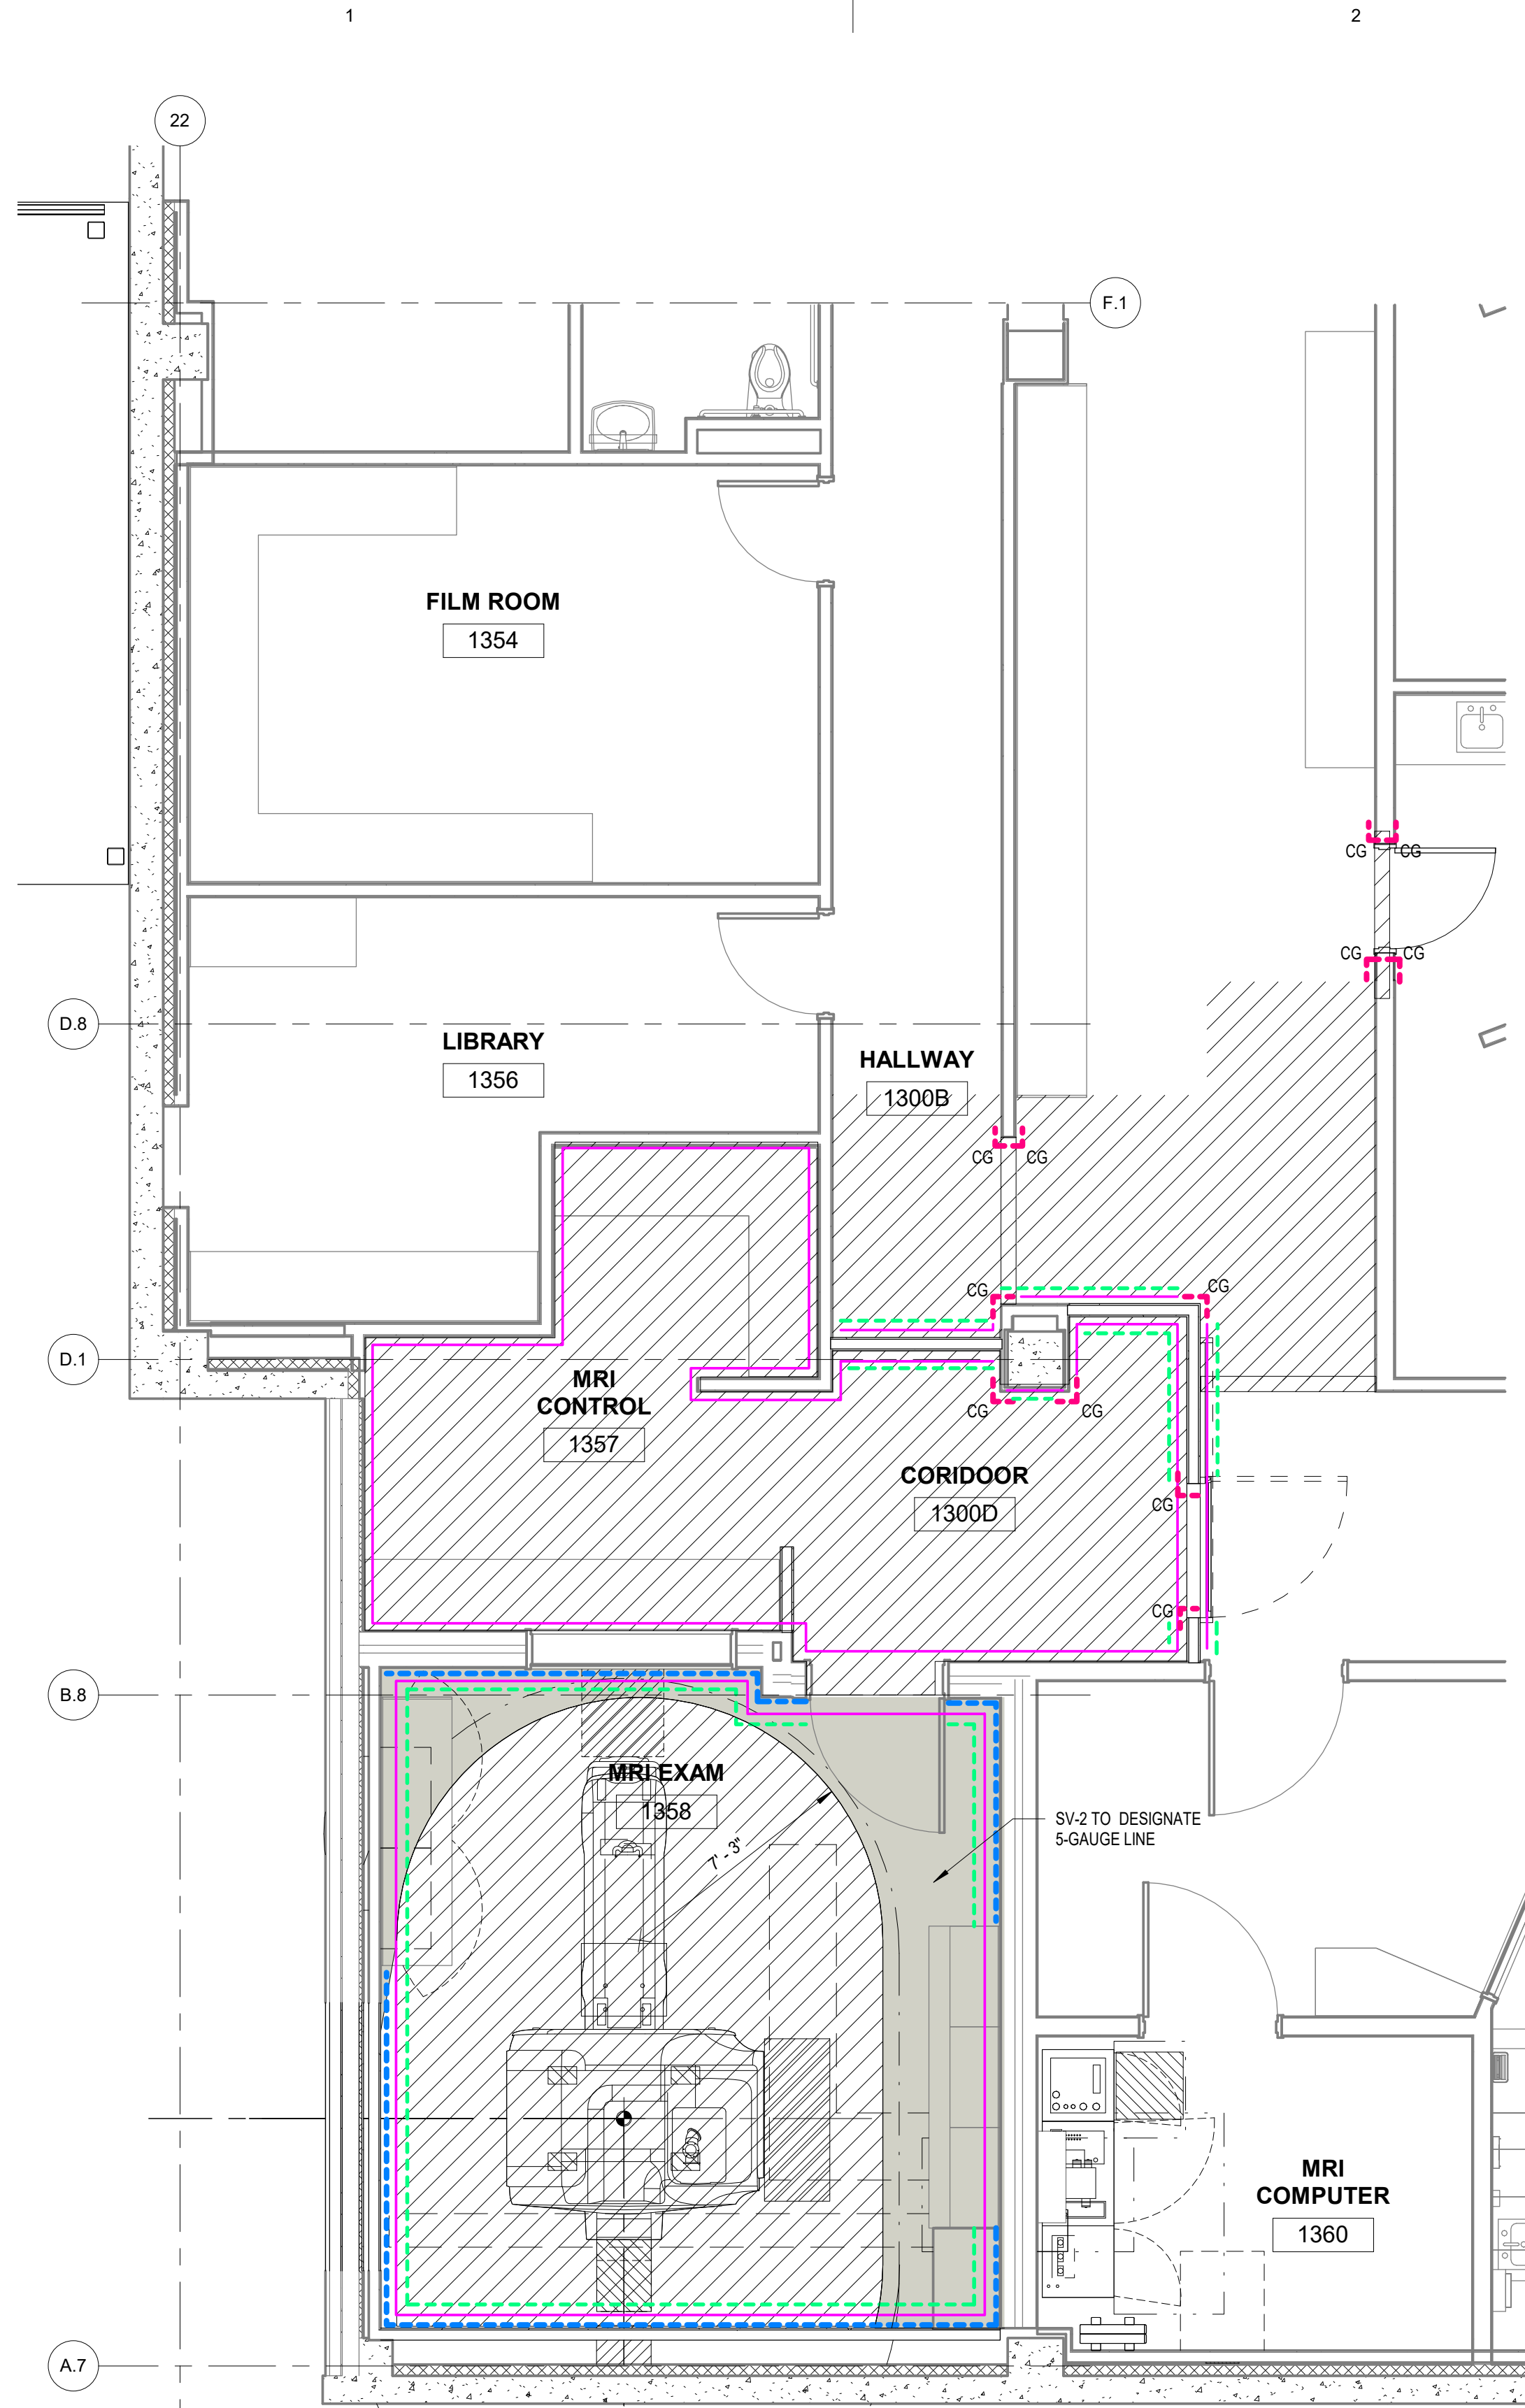 1
2
22
F.1
FILM ROOM
1354
CG
CG
CG
CG
D.8
LIBRARY
1356
HALLWAY
1300B
CG
CG
CG
CG
D.1
MRI
CONTROL
1357
CG
CG
CORIDOOR
1300D
CG
CG
B.8
MRI EXAM
1358
7' - 3"
SV-2 TO DESIGNATE
5-GAUGE LINE
MRI
COMPUTER
1360
A.7